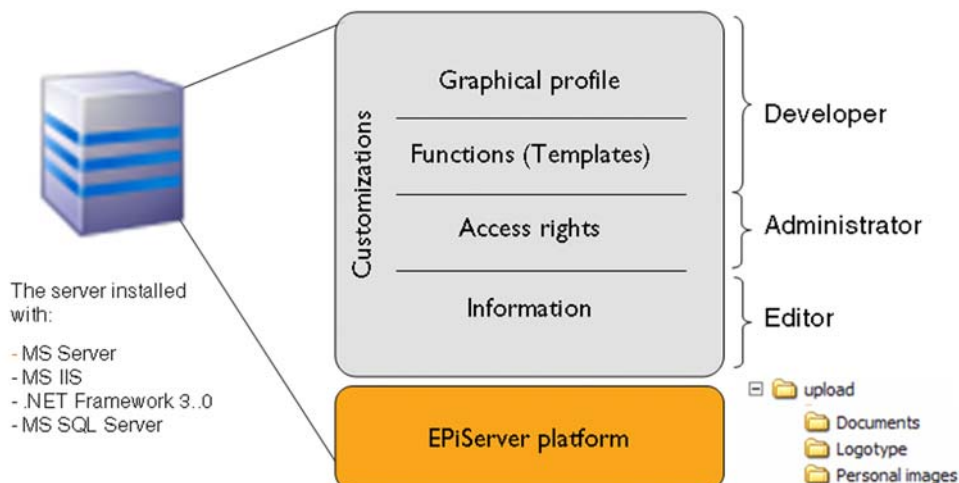 Graphical profile
Functions (Templates)
Access rights
Information
Customizations
Developer
Administrator
Editor
The server installed
with:
- MS Server
- MS IIS
- .NET Framework 3..0
- MS SQL Server
EPiServer platform
upload
Documents
Logotype
Personal images